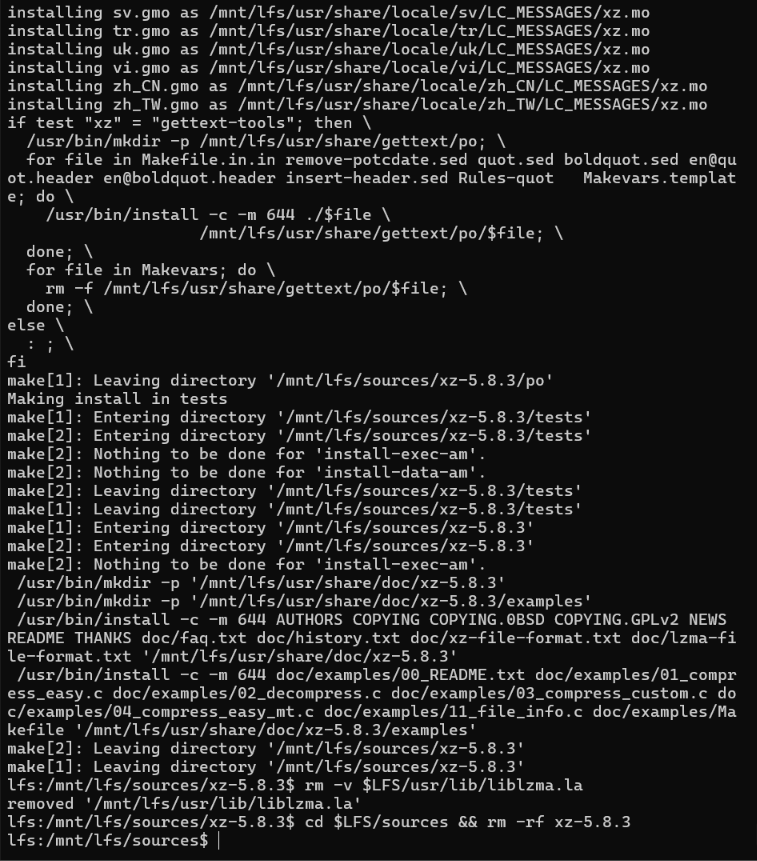 installing sv.gmo as /mnt/lfs/usr/share/locale/sv/LC_MESSAGES/xz.mo
installing tr.gmo as /mnt/lfs/usr/share/locale/tr/LC_MESSAGES/xz.mo
installing uk.gmo as /mnt/lfs/usr/share/locale/uk/LC_MESSAGES/xz.mo
installing vi.gmo as /mnt/lfs/usr/share/locale/vi/LC_MESSAGES/xz.mo
installing zh_CN.gmo as /mnt/lfs/usr/share/locale/zh_CN/LC_MESSAGES/xz.mo
installing zh_TW.gmo as /mnt/lfs/usr/share/locale/zh_TW/LC_MESSAGES/xz.mo
if test "xz" = "gettext-tools"; then \
  /usr/bin/mkdir -p /mnt/lfs/usr/share/gettext/po; \
  for file in Makefile.in.in remove-potcdate.sed quot.sed boldquot.sed en@qu
ot.header en@boldquot.header insert-header.sed Rules-quot   Makevars.templat
e; do \
    /usr/bin/install -c -m 644 ./$file \
                    /mnt/lfs/usr/share/gettext/po/$file; \
  done; \
  for file in Makevars; do \
    rm -f /mnt/lfs/usr/share/gettext/po/$file; \
  done; \
else \
  : ; \
fi
make[1]: Leaving directory '/mnt/lfs/sources/xz-5.8.3/po'
Making install in tests
make[1]: Entering directory '/mnt/lfs/sources/xz-5.8.3/tests'
make[2]: Entering directory '/mnt/lfs/sources/xz-5.8.3/tests'
make[2]: Nothing to be done for 'install-exec-am'.
make[2]: Nothing to be done for 'install-data-am'.
make[2]: Leaving directory '/mnt/lfs/sources/xz-5.8.3/tests'
make[1]: Leaving directory '/mnt/lfs/sources/xz-5.8.3/tests'
make[1]: Entering directory '/mnt/lfs/sources/xz-5.8.3'
make[2]: Entering directory '/mnt/lfs/sources/xz-5.8.3'
make[2]: Nothing to be done for 'install-exec-am'.
 /usr/bin/mkdir -p '/mnt/lfs/usr/share/doc/xz-5.8.3'
 /usr/bin/mkdir -p '/mnt/lfs/usr/share/doc/xz-5.8.3/examples'
 /usr/bin/install -c -m 644 AUTHORS COPYING COPYING.0BSD COPYING.GPLv2 NEWS
README THANKS doc/faq.txt doc/history.txt doc/xz-file-format.txt doc/lzma-fi
le-format.txt '/mnt/lfs/usr/share/doc/xz-5.8.3'
 /usr/bin/install -c -m 644 doc/examples/00_README.txt doc/examples/01_compr
ess_easy.c doc/examples/02_decompress.c doc/examples/03_compress_custom.c do
c/examples/04_compress_easy_mt.c doc/examples/11_file_info.c doc/examples/Ma
kefile '/mnt/lfs/usr/share/doc/xz-5.8.3/examples'
make[2]: Leaving directory '/mnt/lfs/sources/xz-5.8.3'
make[1]: Leaving directory '/mnt/lfs/sources/xz-5.8.3'
lfs:/mnt/lfs/sources/xz-5.8.3$ rm -v $LFS/usr/lib/liblzma.la
removed '/mnt/lfs/usr/lib/liblzma.la'
lfs:/mnt/lfs/sources/xz-5.8.3$ cd $LFS/sources && rm -rf xz-5.8.3
lfs:/mnt/lfs/sources$